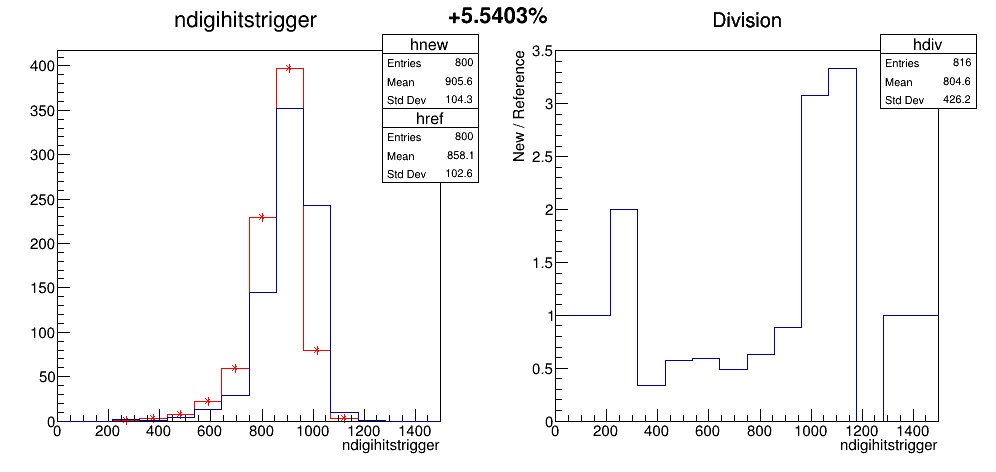 +5.5403%
ndigihitstrigger
hnew
Entries 800
Mean 905.6
Std Dev 104.3
href
Entries 800
Mean 858.1
Std Dev 102.6
400
350
300
250
200
150
100
50
0
0 200 400 600 800 1000 1200 1400
ndigihitstrigger
Division
hdiv
Entries 816
Mean 804.6
Std Dev 426.2
New / Reference
3.5
3
2.5
2
1.5
1
0.5
0
0 200 400 600 800 1000 1200 1400
ndigihitstrigger